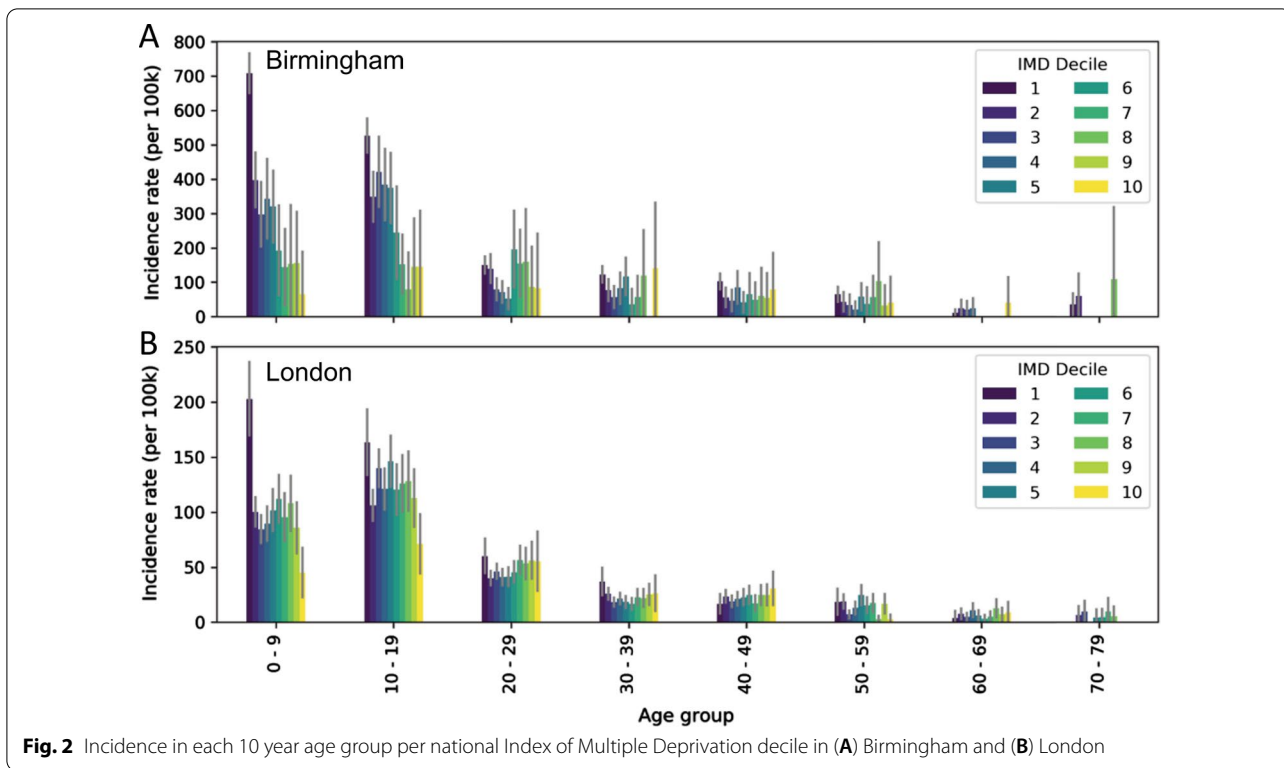 A
Birmingham
Incidence rate (per 100k)
800
700
600
500
400
300
200
100
0
IMD Decile
1 6
2 7
3 8
4 9
5 10
B
London
Incidence rate (per 100k)
250
200
150
100
50
0
IMD Decile
1 6
2 7
3 8
4 9
5 10
0 - 9
10 - 19
20 - 29
30 - 39
40 - 49
50 - 59
60 - 69
70 - 79
Age group
Fig. 2 Incidence in each 10 year age group per national Index of Multiple Deprivation decile in (A) Birmingham and (B) London